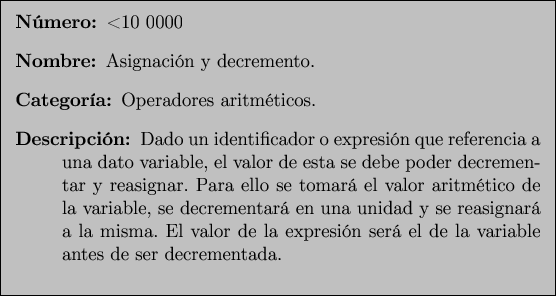 Número: <10 0000
Nombre: Asignación y decremento.
Categoría: Operadores aritméticos.
Descripción: Dado un identificador o expresión que referencia a
una dato variable, el valor de esta se debe poder decremen-
tar y reasignar. Para ello se tomará el valor aritmético de
la variable, se decrementará en una unidad y se reasignará
a la misma. El valor de la expresión será el de la variable
antes de ser decrementada.